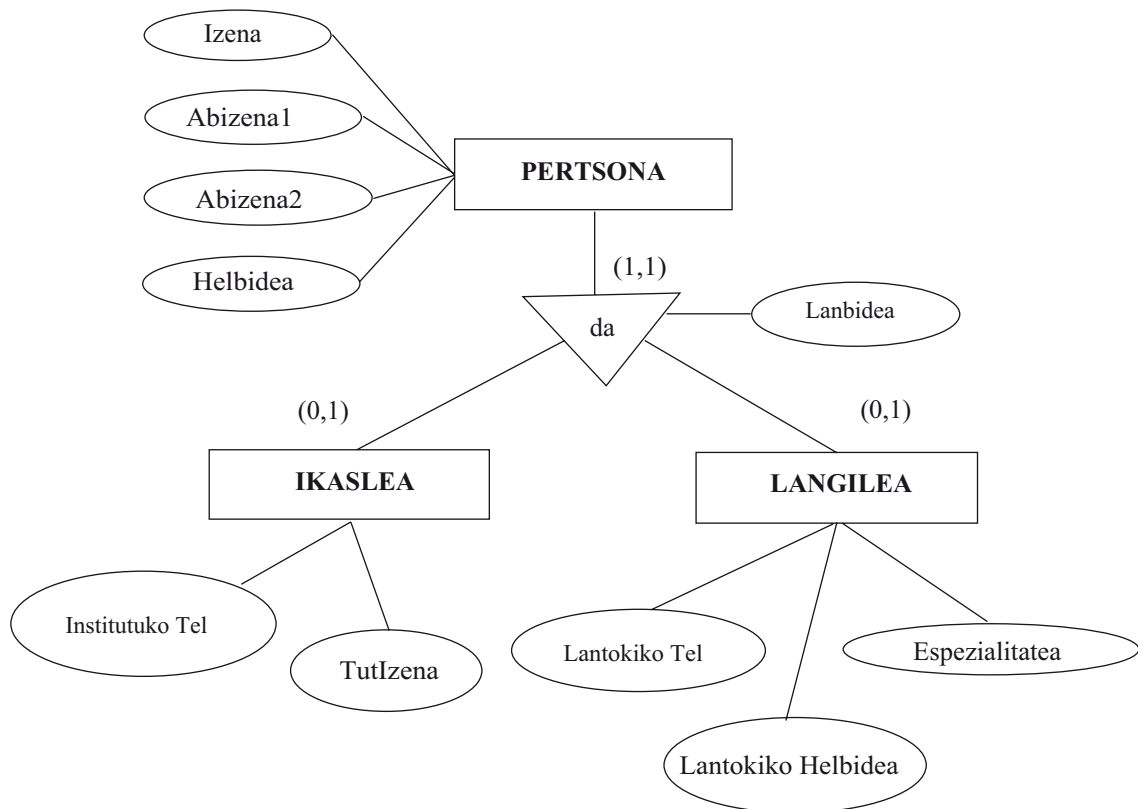 Izena
Abizena1
PERTSONA
Abizena2
Helbidea
(1,1)
Lanbidea
da
(0,1)
(0,1)
IKASLEA
LANGILEA
Institutuko Tel
TutIzena
Lantokiko Tel
Espezialitatea
Lantokiko Helbidea